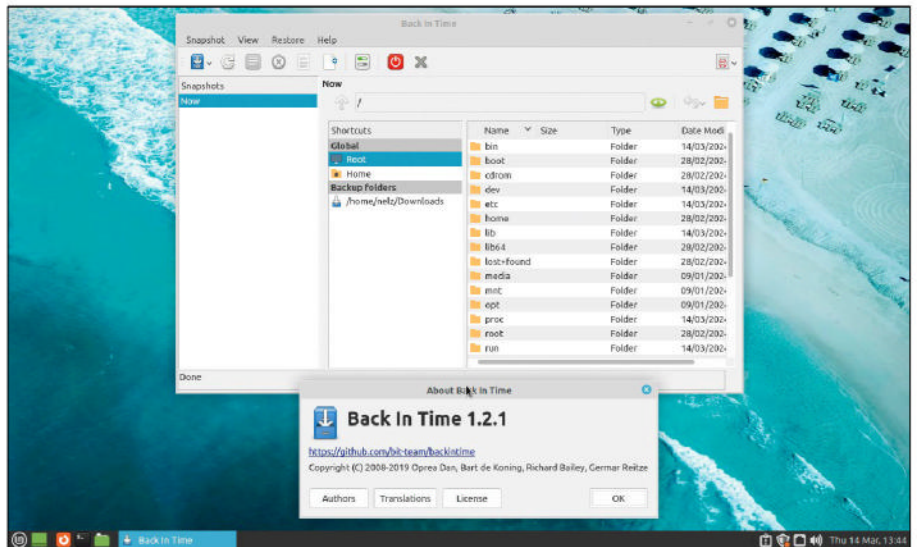 Back In Time
Snapshot View Restore Help
Snapshots
Now
Now
/
Shortcuts
Global
Root
Home
Backup folders
/home/nelz/Downloads
Name Size Type Date Modi
bin Folder 14/03/202
boot Folder 28/02/202
cdrom Folder 28/02/202
dev Folder 14/03/202
etc Folder 14/03/202
home Folder 28/02/202
lib Folder 14/03/202
lib64 Folder 28/02/202
lost+found Folder 28/02/202
media Folder 09/01/202
mnt Folder 09/01/202
opt Folder 09/01/202
proc Folder 14/03/202
root Folder 28/02/202
run Folder 14/03/202
Done
About Back In Time
Back In Time 1.2.1
https://github.com/bit-team/backintime
Copyright (C) 2008-2019 Oprea Dan, Bart de Koning, Richard Bailey, Germar Reitze
Authors Translations License OK
Back In Time
Thu 14 Mar, 13:44